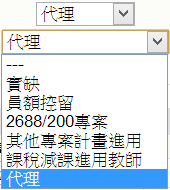 代理
代理
---
實缺
員額控留
2688/200專案
其他專案計畫進用
課稅減課進用教師
代理